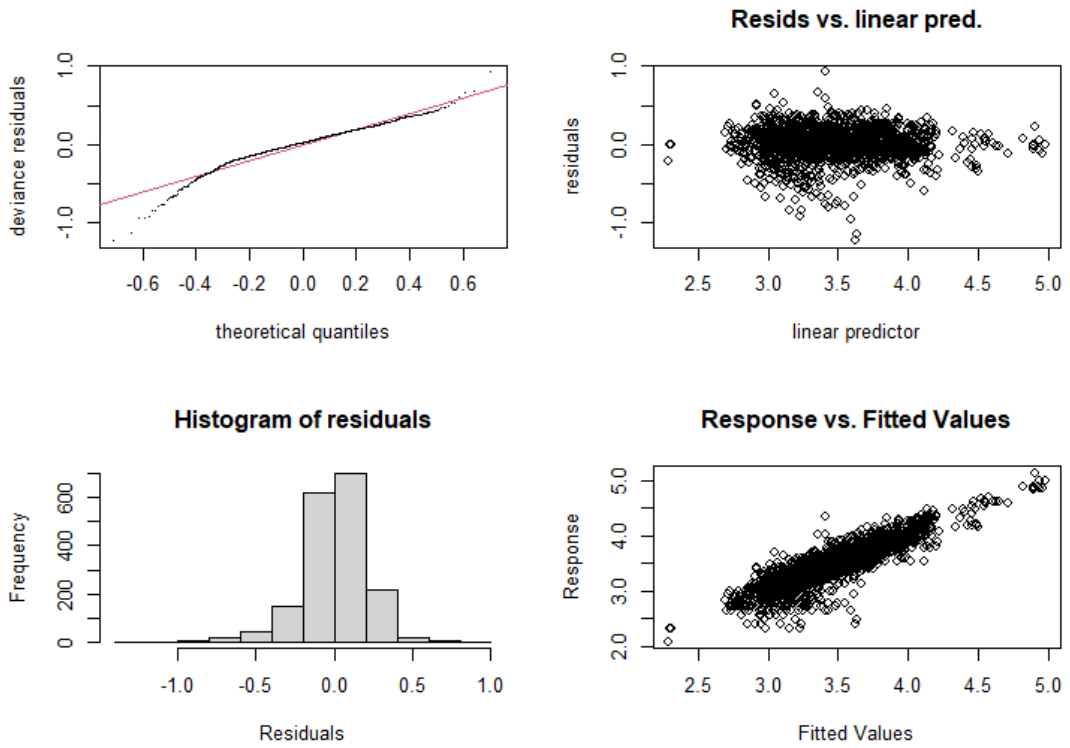 deviance residuals
1.0
0.0
-1.0
-0.6 -0.4 -0.2 0.0 0.2 0.4 0.6
theoretical quantiles
Resids vs. linear pred.
residuals
1.0
0.0
-1.0
2.5 3.0 3.5 4.0 4.5 5.0
linear predictor
Histogram of residuals
Frequency
600
400
200
0
-1.0 -0.5 0.0 0.5 1.0
Residuals
Response vs. Fitted Values
Response
5.0
4.0
3.0
2.0
2.5 3.0 3.5 4.0 4.5 5.0
Fitted Values